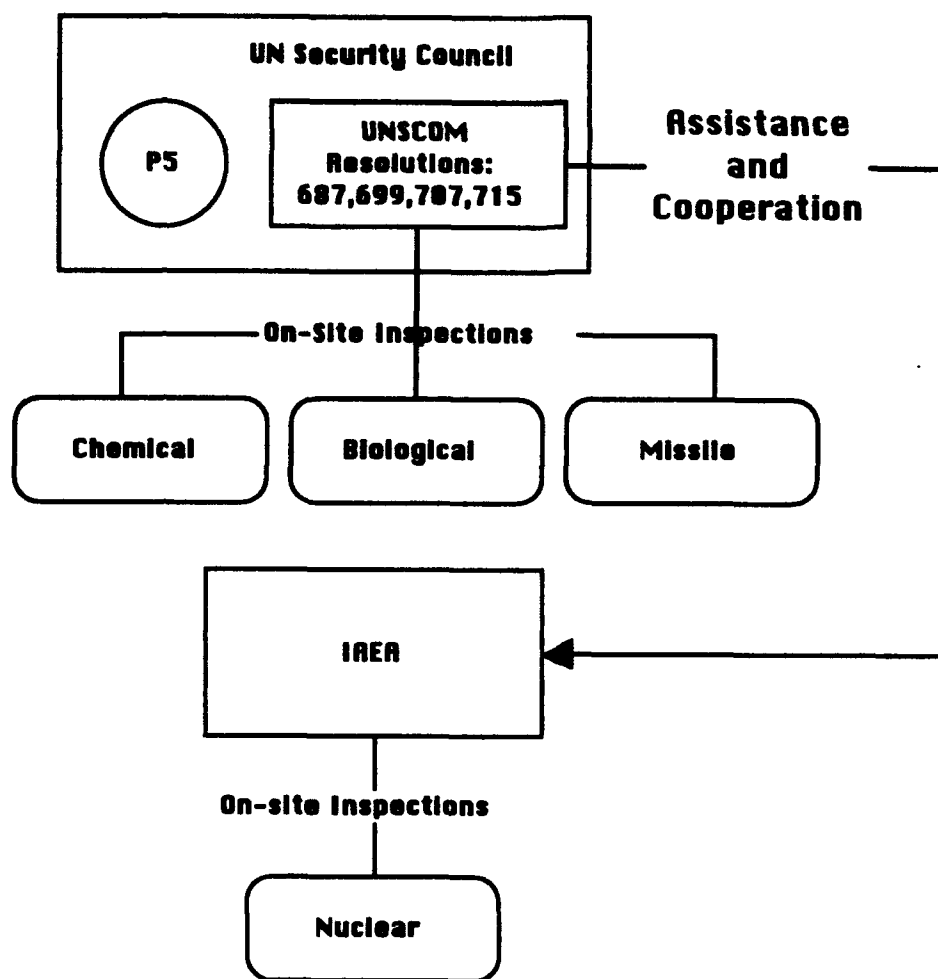 UN Security Council
P5
UNSCOM
Resolutions:
687,699,707,715
Assistance
and
Cooperation
On-Site Inspections
Chemical
Biological
Missile
IAEA
On-site Inspections
Nuclear